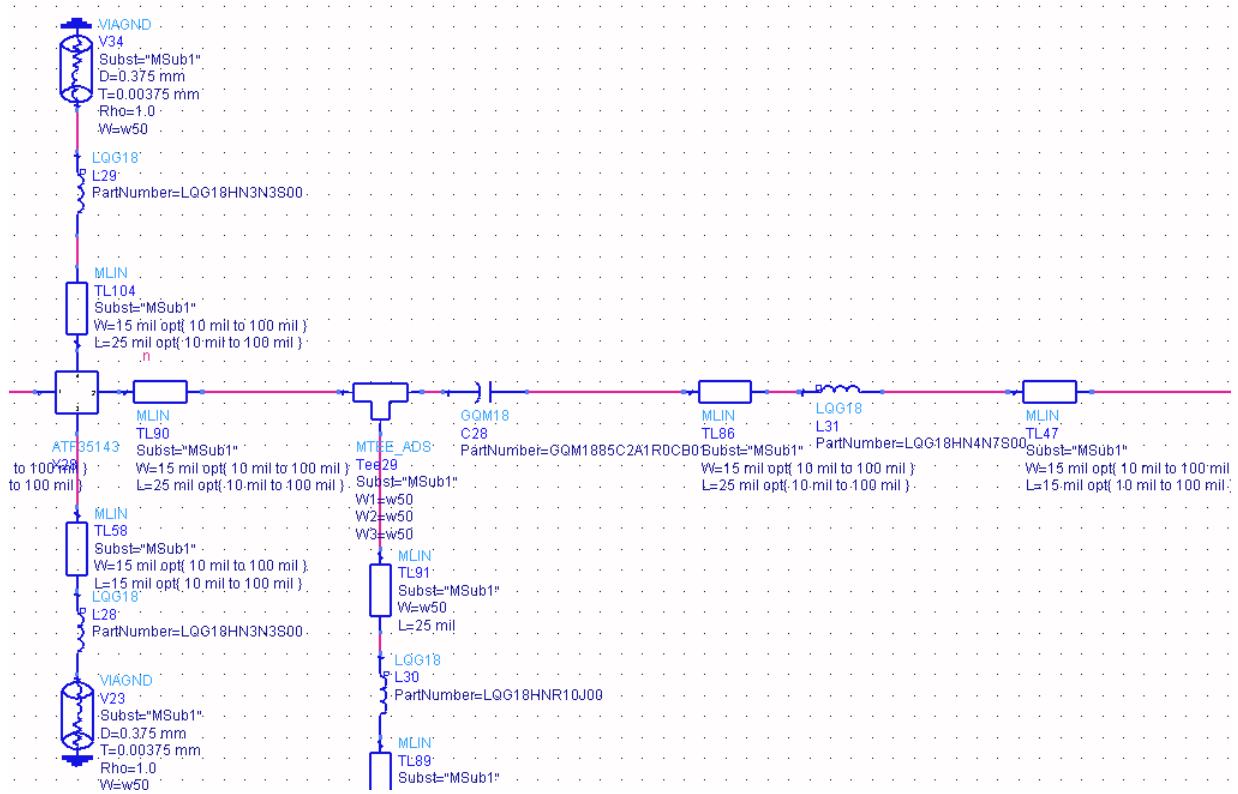 VIAGND
V34
Subst="MSub1"
D=0.375 mm
T=0.00375 mm
Rho=1.0
W=w50
LQG18
L29
PartNumber=LQG18HN3N3S00
MLIN
TL104
Subst="MSub1"
W=15 mil opt{ 10 mil to 100 mil }
L=25 mil opt{ 10 mil to 100 mil }
n
1
4
2
3
ATF35143
X29
to 100 mil }
to 100 mil }
MLIN
TL90
Subst="MSub1"
W=15 mil opt{ 10 mil to 100 mil }
L=25 mil opt{ 10 mil to 100 mil }
MTEE_ADS
Tee29
Subst="MSub1"
W1=w50
W2=w50
W3=w50
GQM18
C28
PartNumber=GQM1885C2A1R0CB01
MLIN
TL86
Subst="MSub1"
W=15 mil opt{ 10 mil to 100 mil }
L=25 mil opt{ 10 mil to 100 mil }
LQG18
L31
PartNumber=LQG18HN4N7S00
MLIN
TL47
Subst="MSub1"
W=15 mil opt{ 10 mil to 100 mil
L=15 mil opt{ 10 mil to 100 mil
MLIN
TL58
Subst="MSub1"
W=15 mil opt{ 10 mil to 100 mil }
L=15 mil opt{ 10 mil to 100 mil }
LQG18
L28
PartNumber=LQG18HN3N3S00
VIAGND
V23
Subst="MSub1"
D=0.375 mm
T=0.00375 mm
Rho=1.0
W=w50
MLIN
TL91
Subst="MSub1"
W=w50
L=25 mil
LQG18
L30
PartNumber=LQG18HNR10J00
MLIN
TL89
Subst="MSub1"